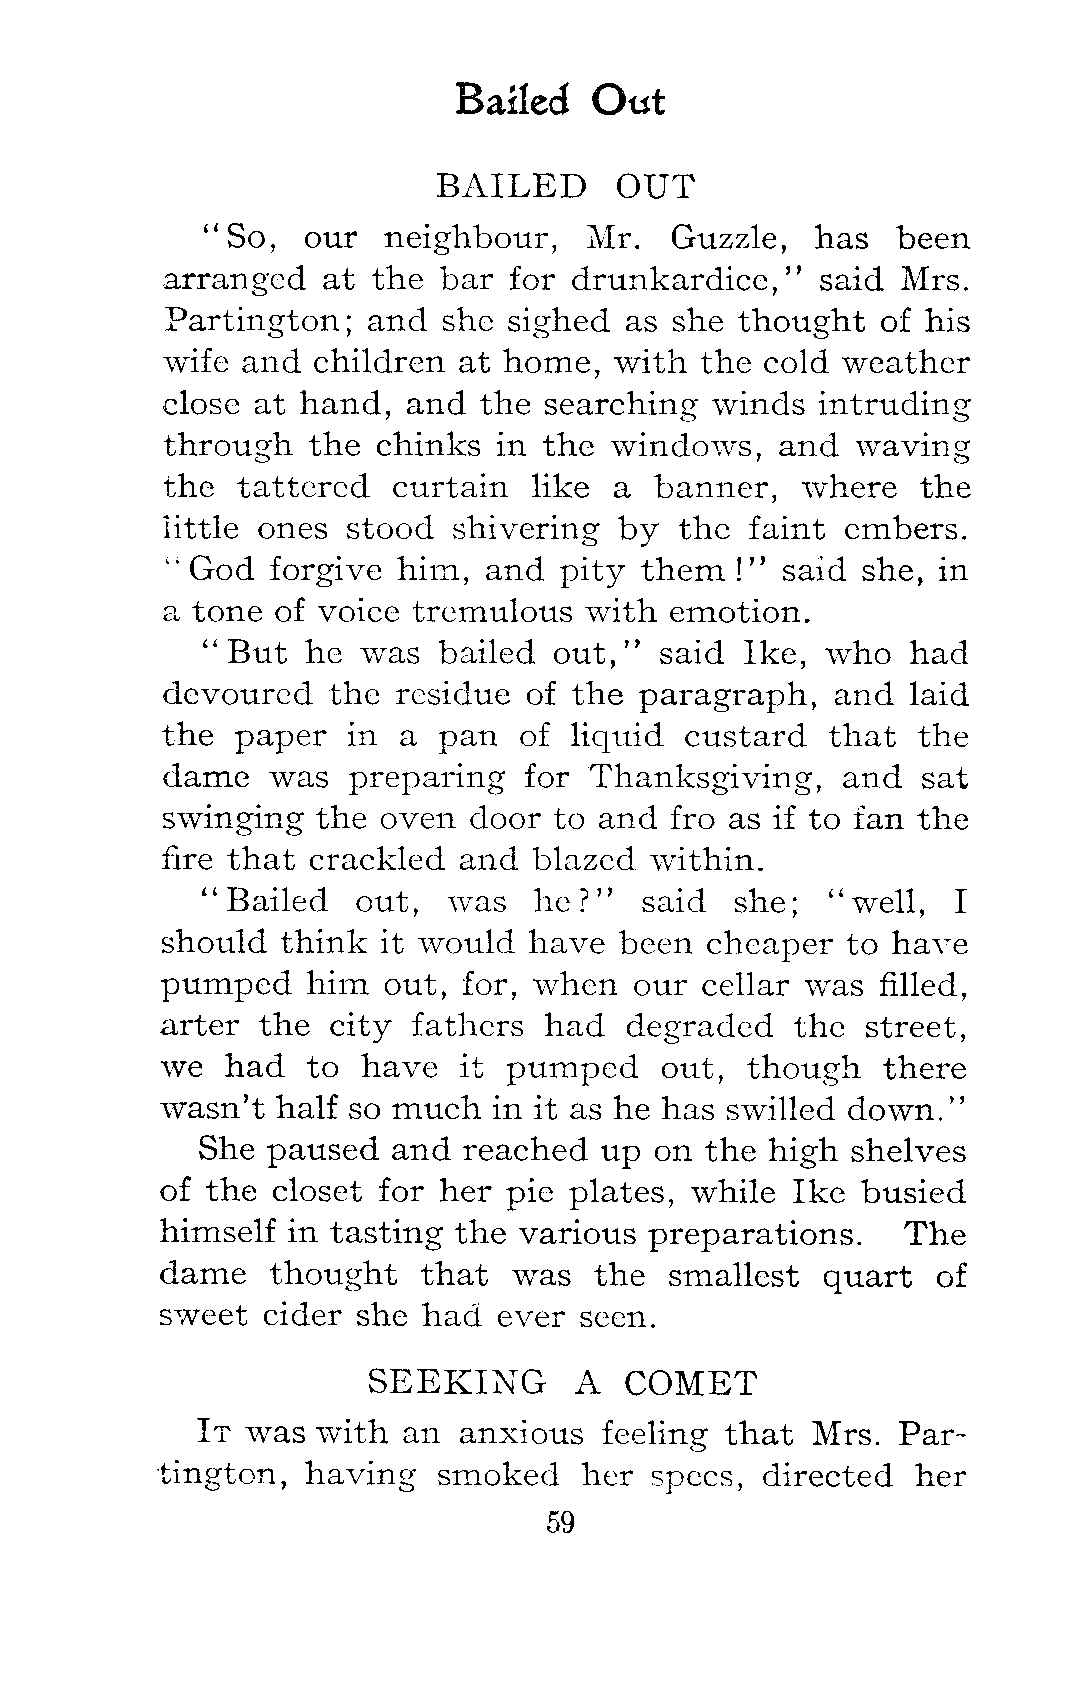 Bailed Out
BAILED OUT
"So, our neighbour, Mr. Guzzle, has been
arranged at the bar for drunkardice," said Mrs.
Partington; and she sighed as she thought of his
wife and children at home, with the cold weather
close at hand, and the searching winds intruding
through the chinks in the windows, and waving
the tattered curtain like a banner, where the
little ones stood shivering by the faint embers.
"God forgive him, and pity them!" said she, in
a tone of voice tremulous with emotion.
"But he was bailed out," said Ike, who had
devoured the residue of the paragraph, and laid
the paper in a pan of liquid custard that the
dame was preparing for Thanksgiving, and sat
swinging the oven door to and fro as if to fan the
fire that crackled and blazed within.
"Bailed out, was he?" said she; "well, I
should think it would have been cheaper to have
pumped him out, for, when our cellar was filled,
arter the city fathers had degraded the street,
we had to have it pumped out, though there
wasn't half so much in it as he has swilled down."
She paused and reached up on the high shelves
of the closet for her pie plates, while Ike busied
himself in tasting the various preparations. The
dame thought that was the smallest quart of
sweet cider she had ever seen.
SEEKING A COMET
IT was with an anxious feeling that Mrs. Par-
tington, having smoked her specs, directed her
59